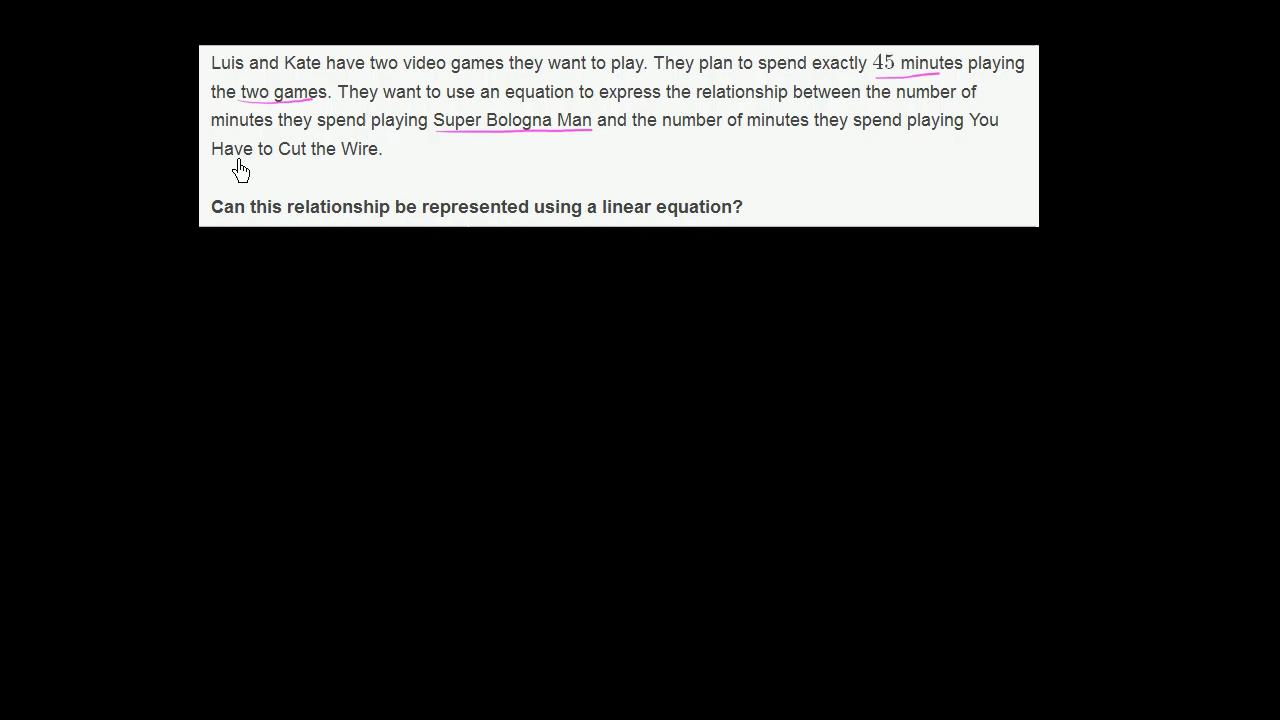 Luis and Kate have two video games they want to play. They plan to spend exactly 45 minutes playing
the two games. They want to use an equation to express the relationship between the number of
minutes they spend playing Super Bologna Man and the number of minutes they spend playing You
Have to Cut the Wire.
Can this relationship be represented using a linear equation?